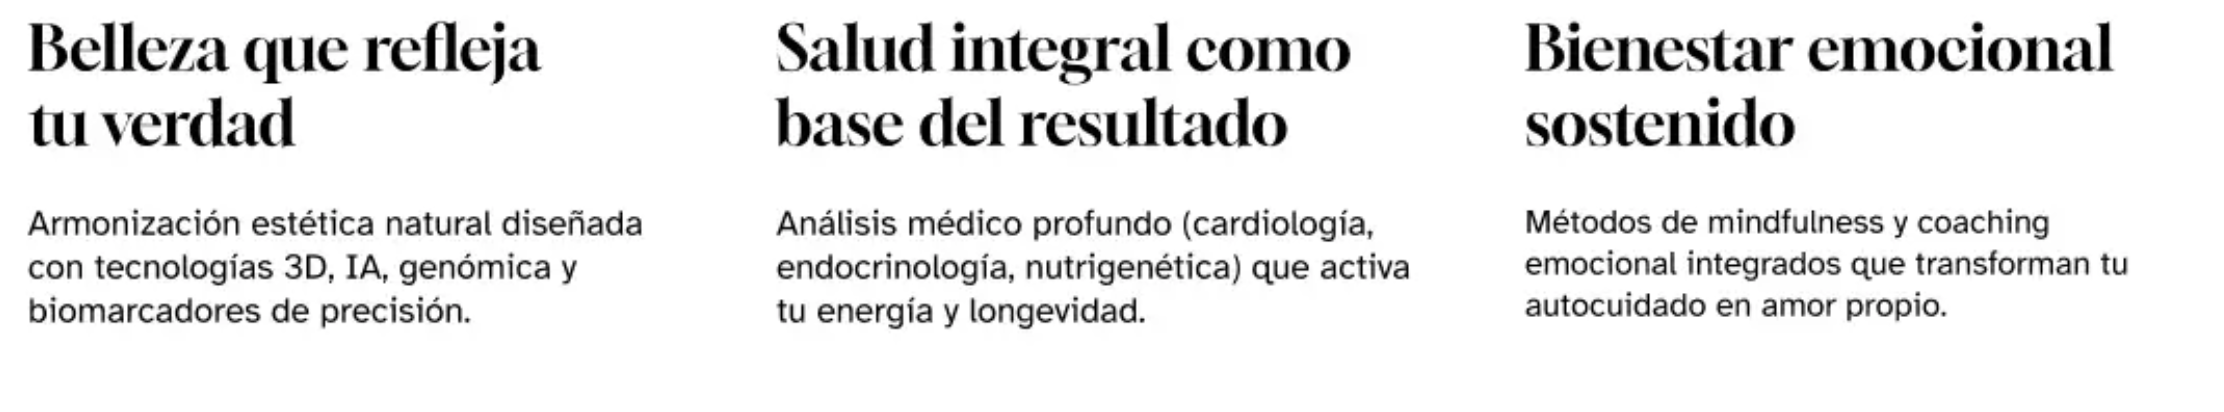 Belleza que refleja
tu verdad
Armonización estética natural diseñada
con tecnologías 3D, IA, genómica y
biomarcadores de precisión.
Salud integral como
base del resultado
Análisis médico profundo (cardiología,
endocrinología, nutrigenética) que activa
tu energía y longevidad.
Bienestar emocional
sostenido
Métodos de mindfulness y coaching
emocional integrados que transforman tu
autocuidado en amor propio.